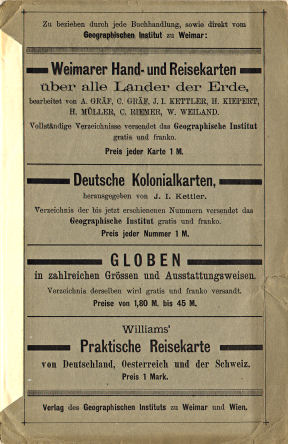 Zu beziehen durch jede Buchhandlung, sowie direkt vom
Geographischen Institut zu Weimar:
Weimarer Hand- und Reisekarten
über alle Länder der Erde,
bearbeitet von A. GRÄF, C. GRÄF, J. I. KETTLER, H. KIEPERT,
H. MÜLLER, C. RIEMER, W. WEILAND.
Vollständige Verzeichnisse versendet das Geographische Institut
gratis und franko.
Preis jeder Karte 1 M.
Deutsche Kolonialkarten,
herausgegeben von J. I. Kettler.
Verzeichnis der bis jetzt erschienenen Nummern versendet das
Geographische Institut gratis und franko.
Preis jeder Nummer 1 M.
GLOBEN
in zahlreichen Grössen und Ausstattungsweisen.
Verzeichnis derselben wird gratis und franko versandt.
Preise von 1,80 M. bis 45 M.
Williams'
Praktische Reisekarte
von Deutschland, Oesterreich und der Schweiz.
Preis 1 Mark.
Verlag des Geographischen Instituts zu Weimar und Wien.